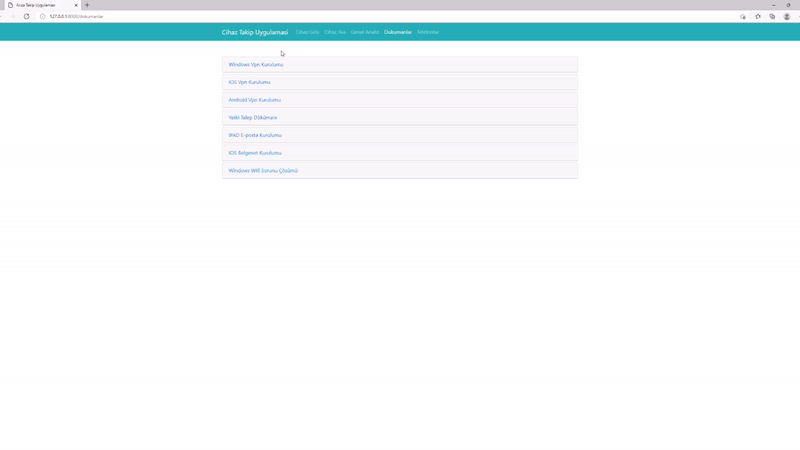 Arıza Takip Uygulaması
127.0.0.1:8000/dokumanlar
Cihaz Takip Uygulaması Cihaz Giriş Cihaz Ara Genel Analiz Dokumanlar Telefonlar
Windows Vpn Kurulumu
IOS Vpn Kurulumu
Android Vpn Kurulumu
Yetki Talep Dökümanı
IPAD E-posta Kurulumu
IOS Belgenet Kurulumu
Windows Wifi Sorunu Çözümü